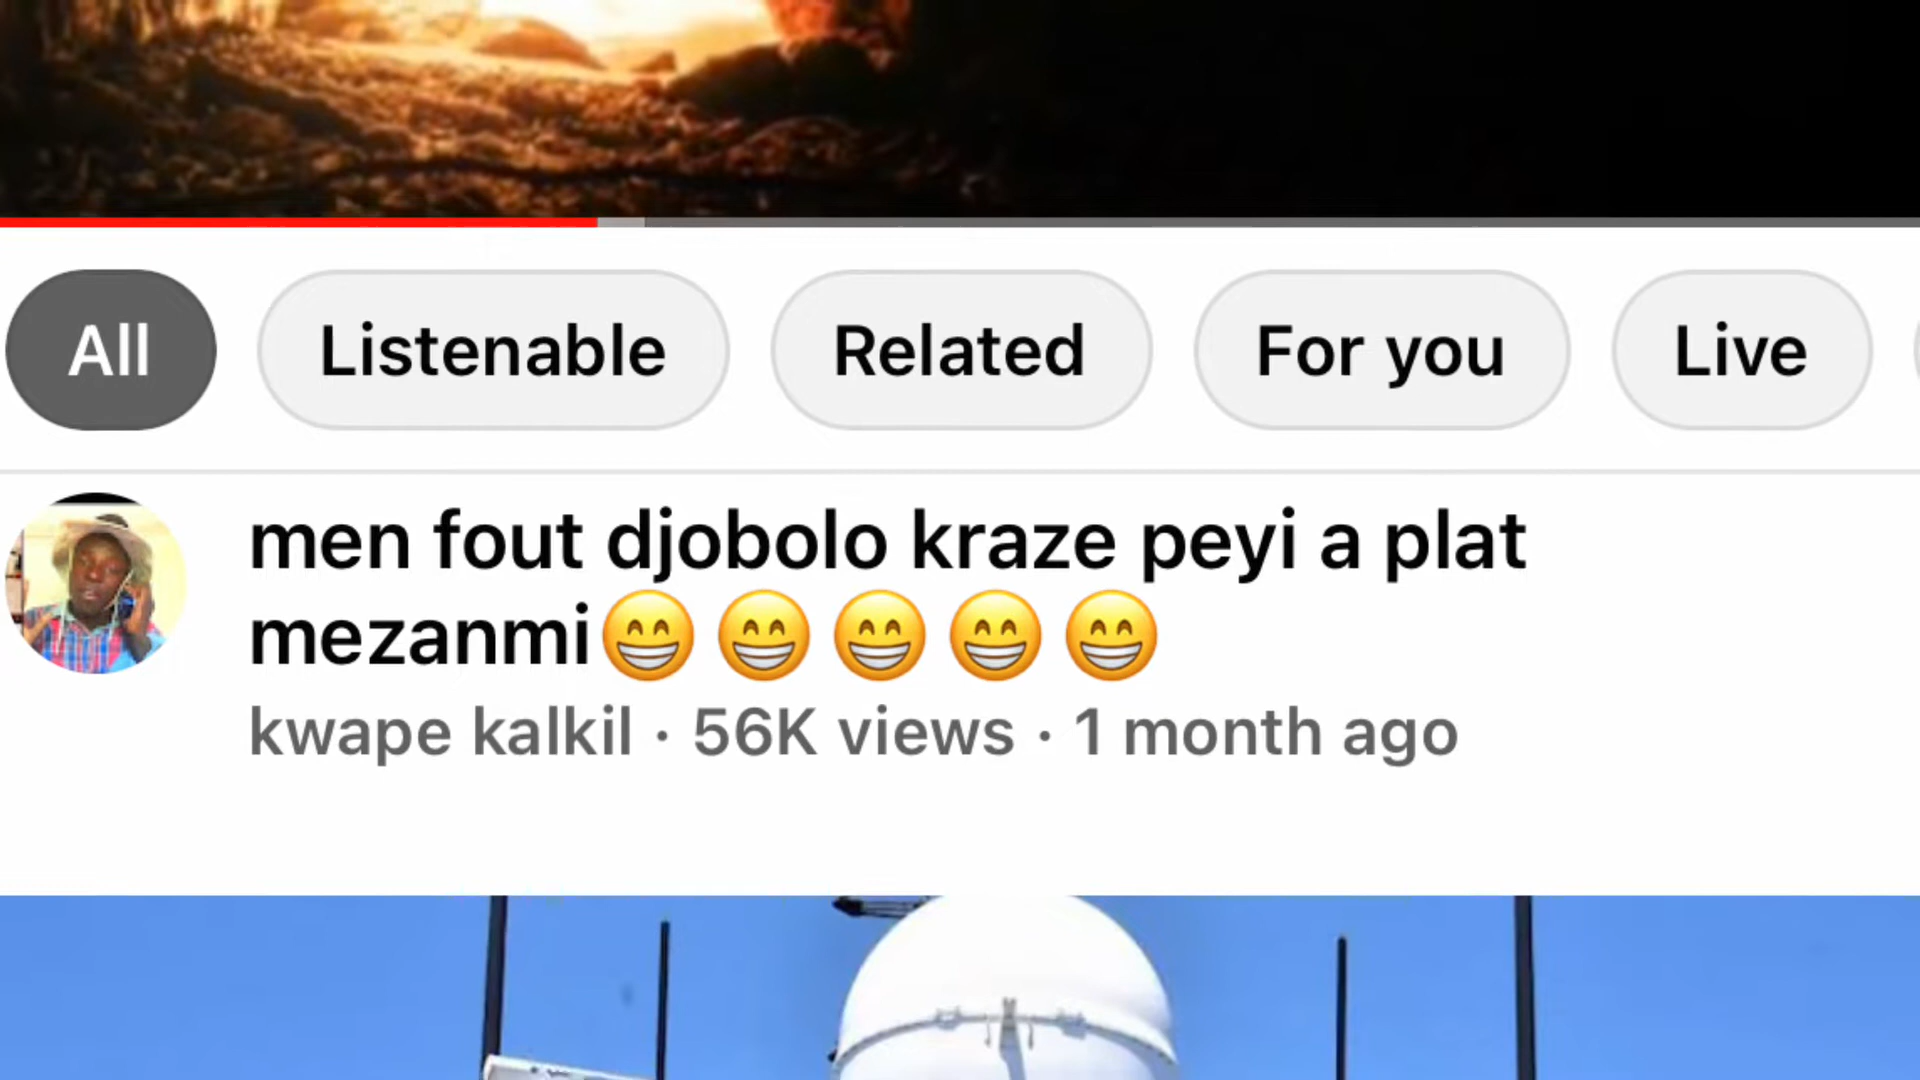 All Listenable Related For you Live
men fout djobolo kraze peyi a plat
mezanmi😁😁😁😁😁
kwape kalkil · 56K views · 1 month ago